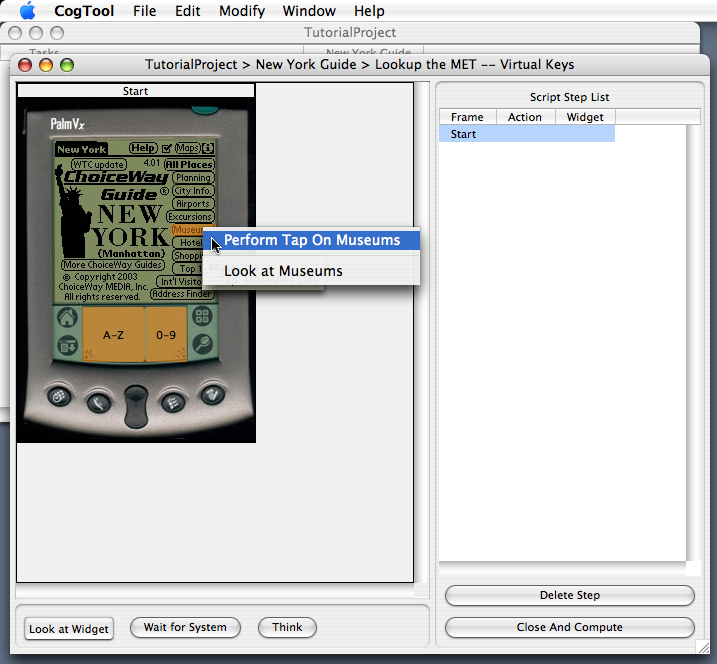 CogTool File Edit Modify Window Help
TutorialProject
Tasks New York Guide
TutorialProject > New York Guide > Lookup the MET -- Virtual Keys
Start
PalmVx
New York Help Maps i
WTC update 4.01 All Places
ChoiceWay Planning
Guide® City Info.
Airports
NEW Excursions
YORK Museum
(Manhattan) Hotel
More ChoiceWay Guides Shoppi
© Copyright 2003 Top 1
ChoiceWay MEDIA, Inc. Int'l Visito
All rights reserved. Address Finder
A-Z 0-9
Perform Tap On Museums
Look at Museums
Script Step List
Frame Action Widget
Start
Delete Step
Look at Widget Wait for System Think
Close And Compute